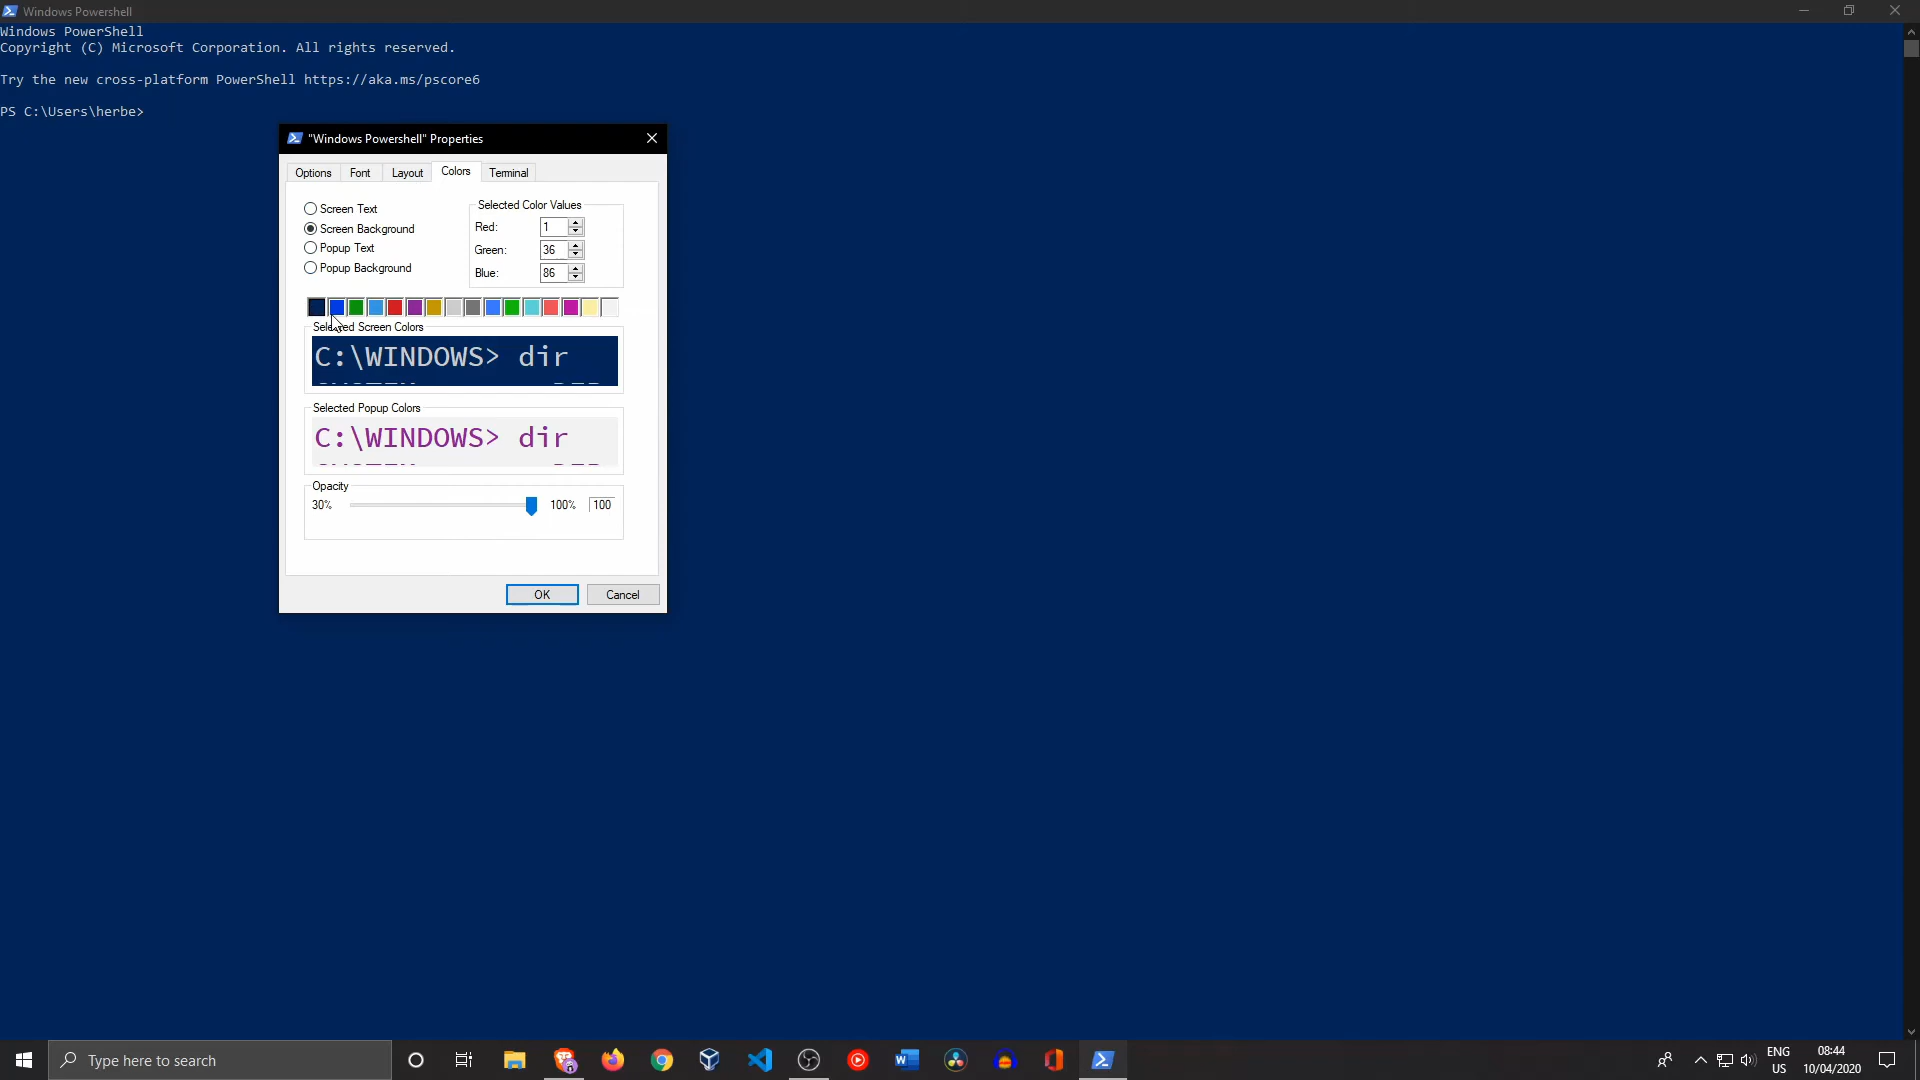 Windows Powershell
Windows PowerShell
Copyright (C) Microsoft Corporation. All rights reserved.
Try the new cross-platform PowerShell https://aka.ms/pscore6
PS C:\Users\herbe>
"Windows Powershell" Properties
Options Font Layout Colors Terminal
Screen Text
Screen Background
Popup Text
Popup Background
Selected Color Values
Red: 1
Green: 36
Blue: 86
Selected Screen Colors
C:\WINDOWS> dir
Selected Popup Colors
C:\WINDOWS> dir
Opacity
30% 100% 100
OK Cancel
Type here to search
ENG
US
08:44
10/04/2020